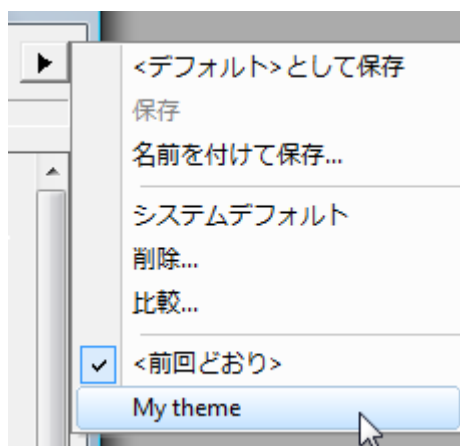 <デフォルト>として保存
保存
名前を付けて保存...
システムデフォルト
削除...
比較...
<前回どおり>
My theme